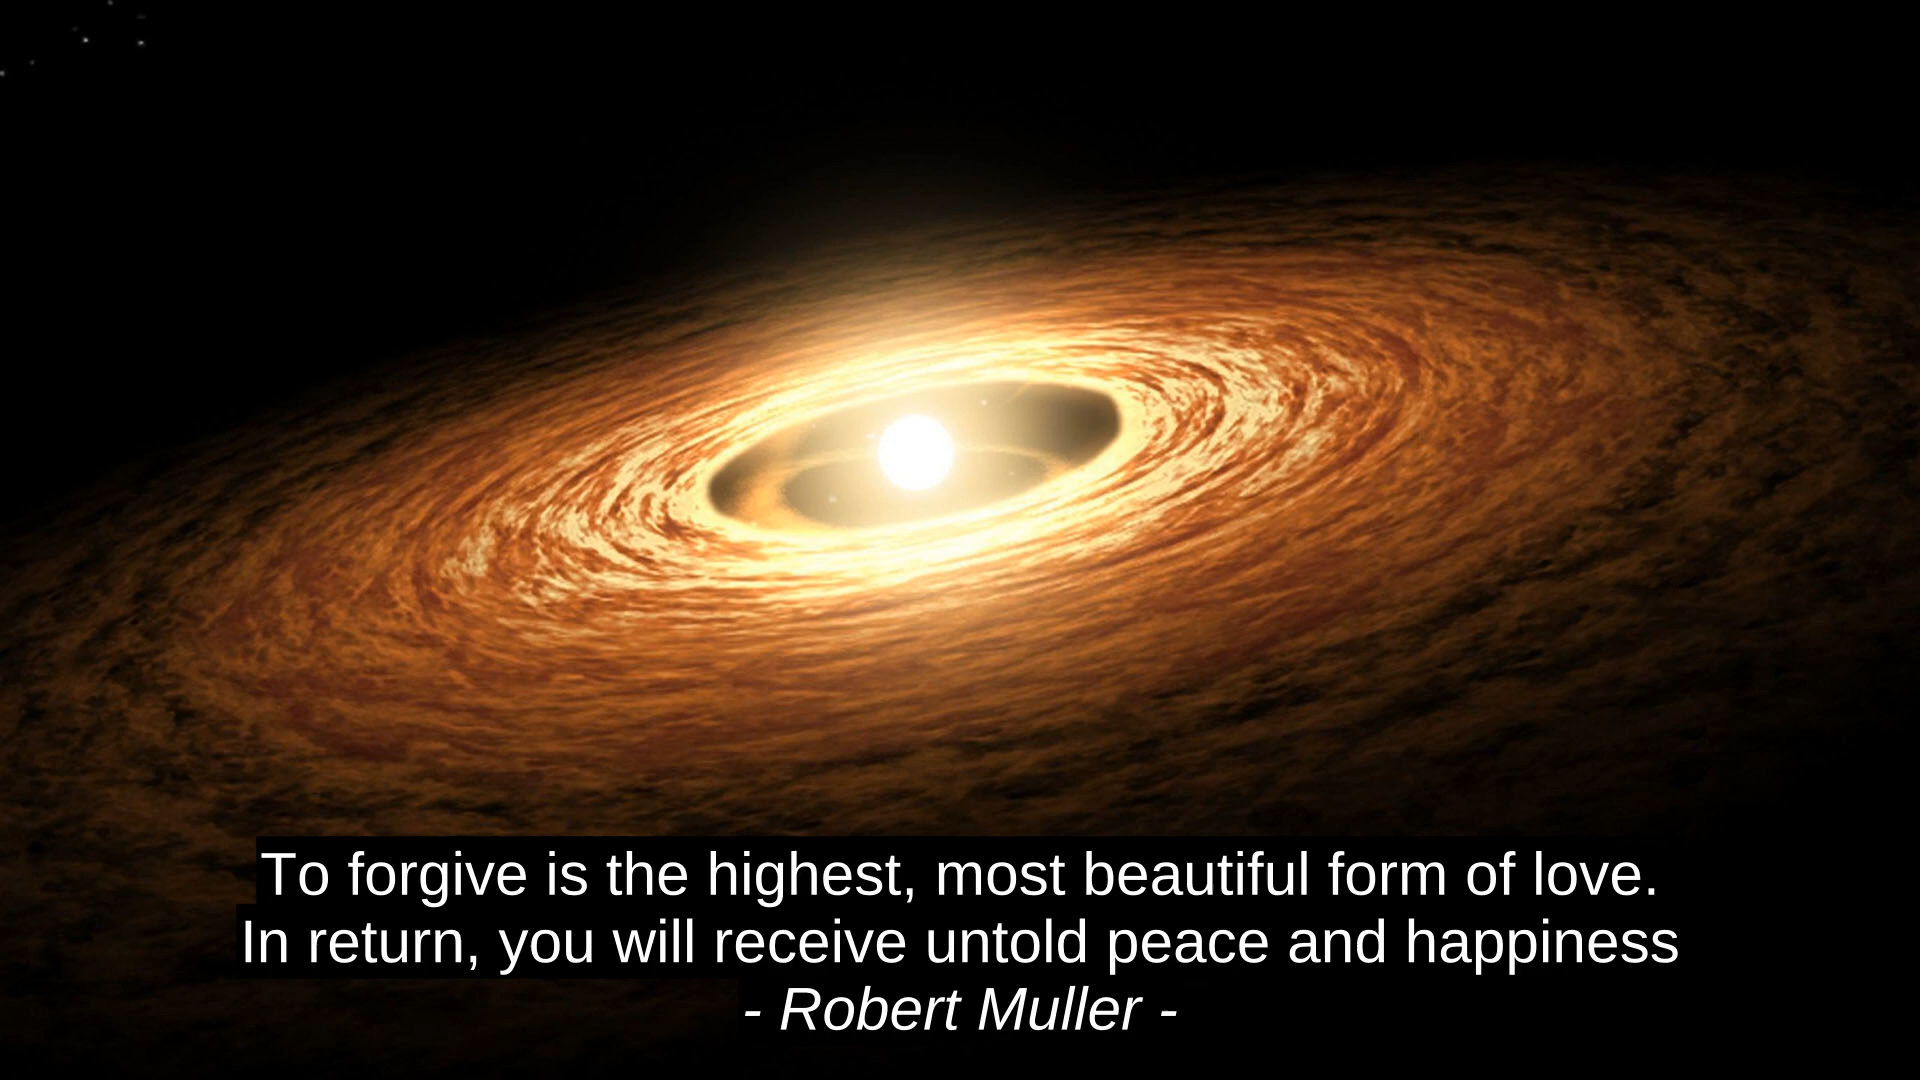 To forgive is the highest, most beautiful form of love.
In return, you will receive untold peace and happiness
- Robert Muller -